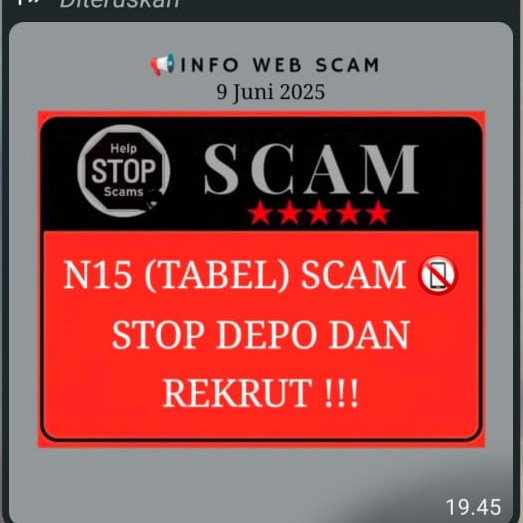 Diteruskan
📢INFO WEB SCAM
9 Juni 2025
Help
STOP
Scams
SCAM
N15 (TABEL) SCAM 📵
STOP DEPO DAN
REKRUT !!!
19.45